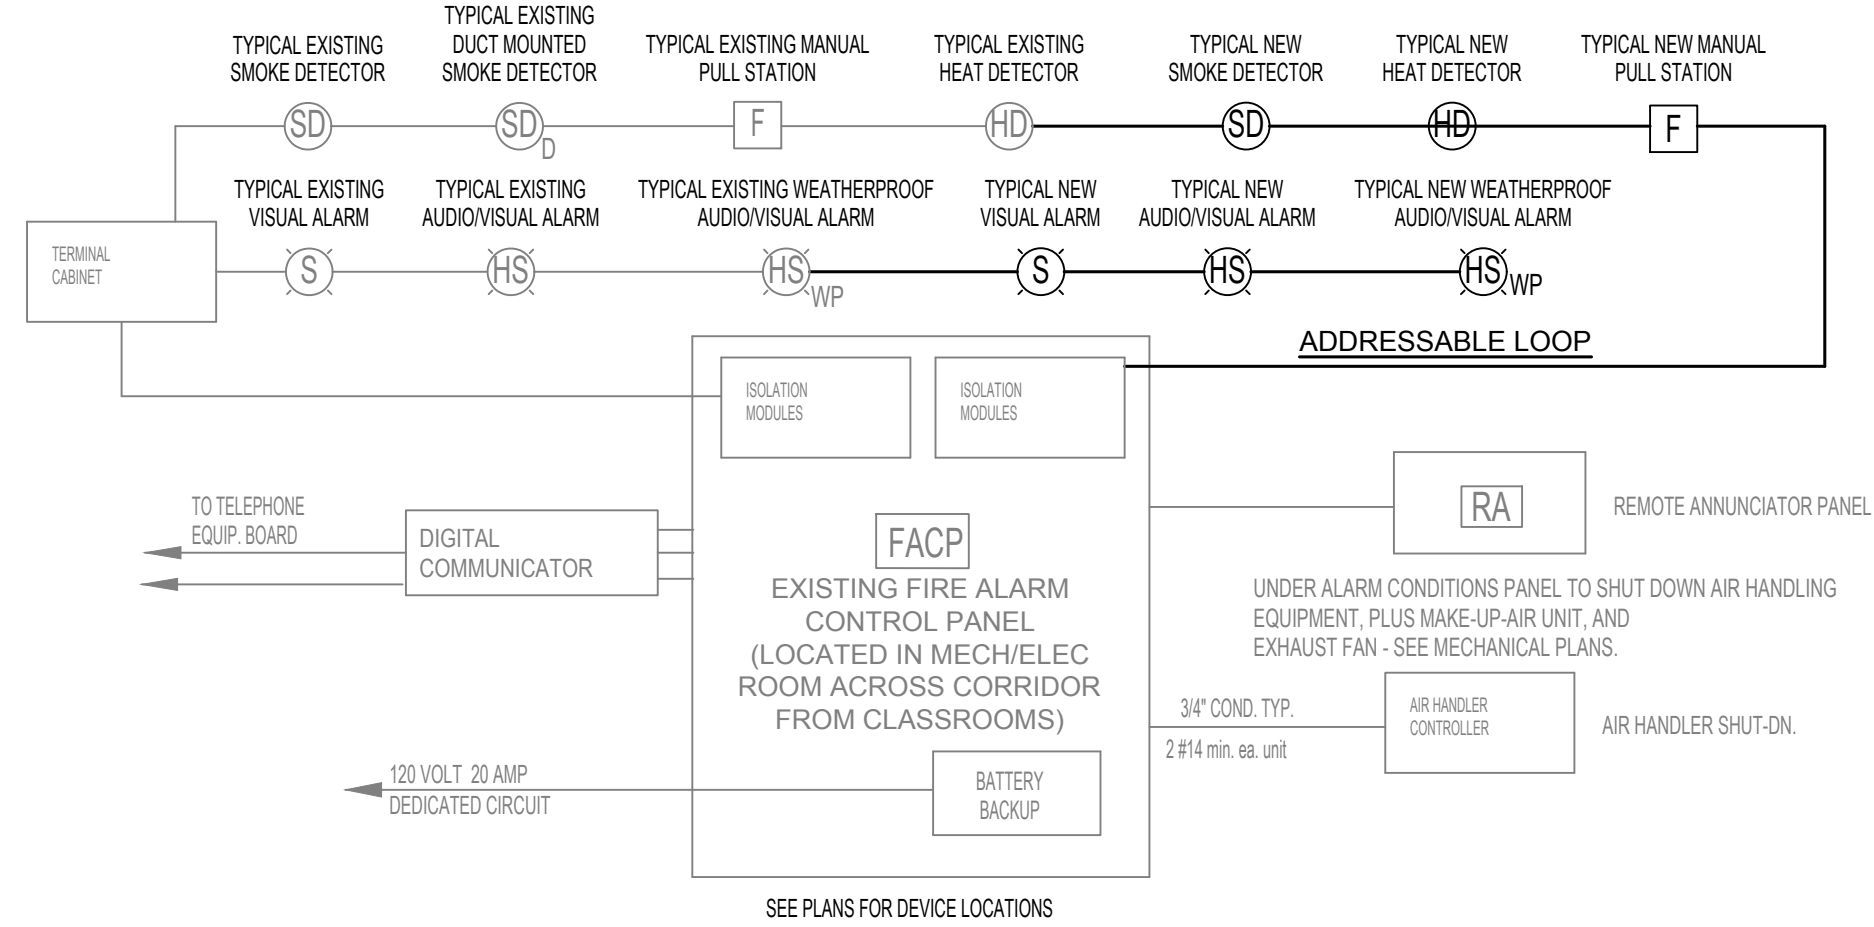 TYPICAL EXISTING
SMOKE DETECTOR
TYPICAL EXISTING
DUCT MOUNTED
SMOKE DETECTOR
TYPICAL EXISTING MANUAL
PULL STATION
TYPICAL EXISTING
HEAT DETECTOR
TYPICAL NEW
SMOKE DETECTOR
TYPICAL NEW
HEAT DETECTOR
TYPICAL NEW MANUAL
PULL STATION
SD
SD
D
F
HD
SD
HD
F
TYPICAL EXISTING
VISUAL ALARM
TYPICAL EXISTING
AUDIO/VISUAL ALARM
TYPICAL EXISTING WEATHERPROOF
AUDIO/VISUAL ALARM
TYPICAL NEW
VISUAL ALARM
TYPICAL NEW
AUDIO/VISUAL ALARM
TYPICAL NEW WEATHERPROOF
AUDIO/VISUAL ALARM
TERMINAL
CABINET
S
HS
HS
WP
S
HS
HS
WP
ADDRESSABLE LOOP
ISOLATION
MODULES
ISOLATION
MODULES
TO TELEPHONE
EQUIP. BOARD
DIGITAL
COMMUNICATOR
FACP
EXISTING FIRE ALARM
CONTROL PANEL
(LOCATED IN MECH/ELEC
ROOM ACROSS CORRIDOR
FROM CLASSROOMS)
RA
REMOTE ANNUNCIATOR PANEL
UNDER ALARM CONDITIONS PANEL TO SHUT DOWN AIR HANDLING
EQUIPMENT, PLUS MAKE-UP-AIR UNIT, AND
EXHAUST FAN - SEE MECHANICAL PLANS.
3/4" COND. TYP.
2 #14 min. ea. unit
AIR HANDLER
CONTROLLER
AIR HANDLER SHUT-DN.
120 VOLT 20 AMP
DEDICATED CIRCUIT
BATTERY
BACKUP
SEE PLANS FOR DEVICE LOCATIONS